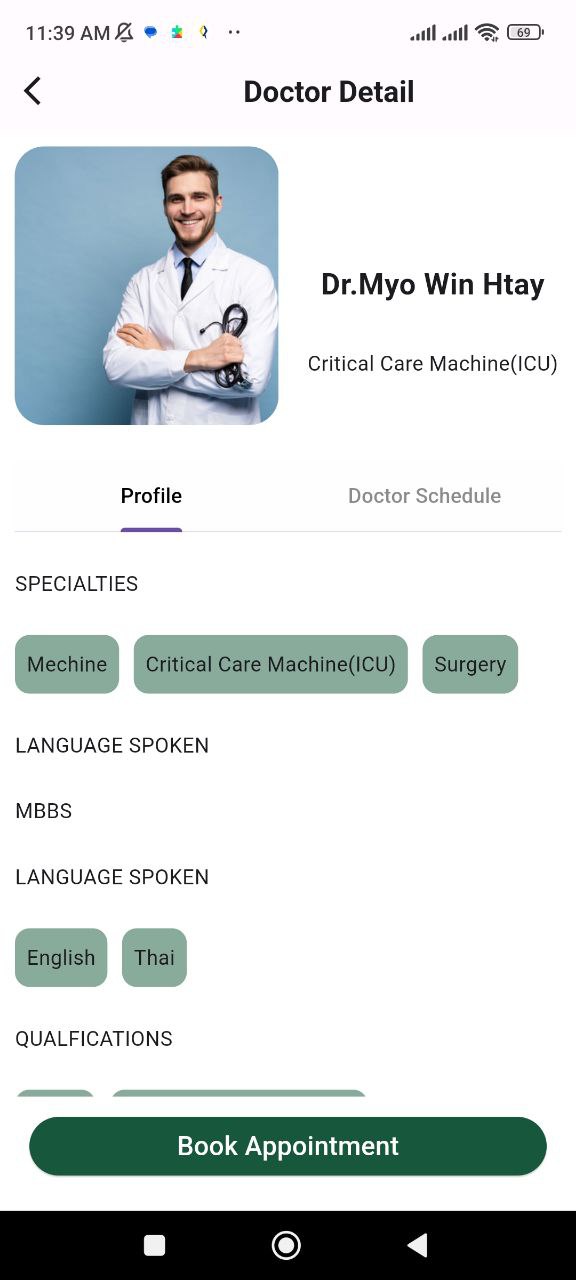 11:39 AM
69
Doctor Detail
Dr.Myo Win Htay
Critical Care Machine(ICU)
Profile Doctor Schedule
SPECIALTIES
Mechine Critical Care Machine(ICU) Surgery
LANGUAGE SPOKEN
MBBS
LANGUAGE SPOKEN
English Thai
QUALFICATIONS
Book Appointment